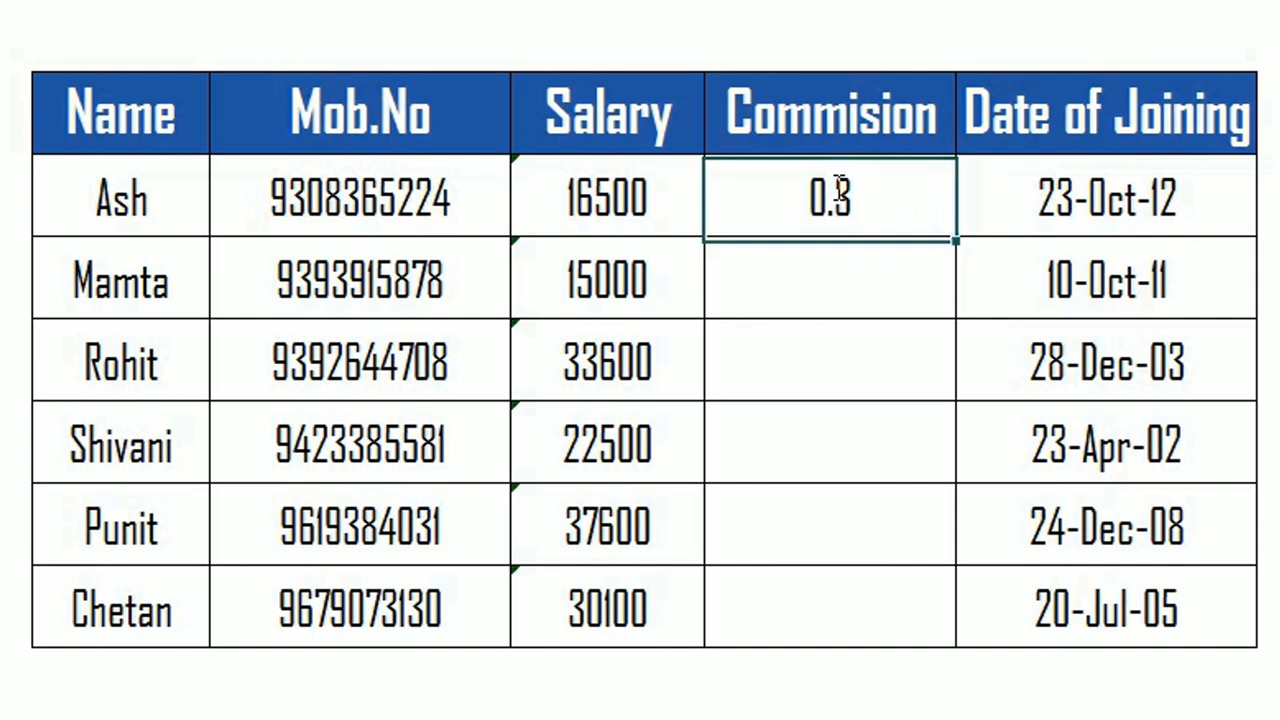 Name Mob.No Salary Commision Date of Joining
Ash 9308365224 16500 0.3 23-Oct-12
Mamta 9393915878 15000 10-Oct-11
Rohit 9392644708 33600 28-Dec-03
Shivani 9423385581 22500 23-Apr-02
Punit 9619384031 37600 24-Dec-08
Chetan 9679073130 30100 20-Jul-05